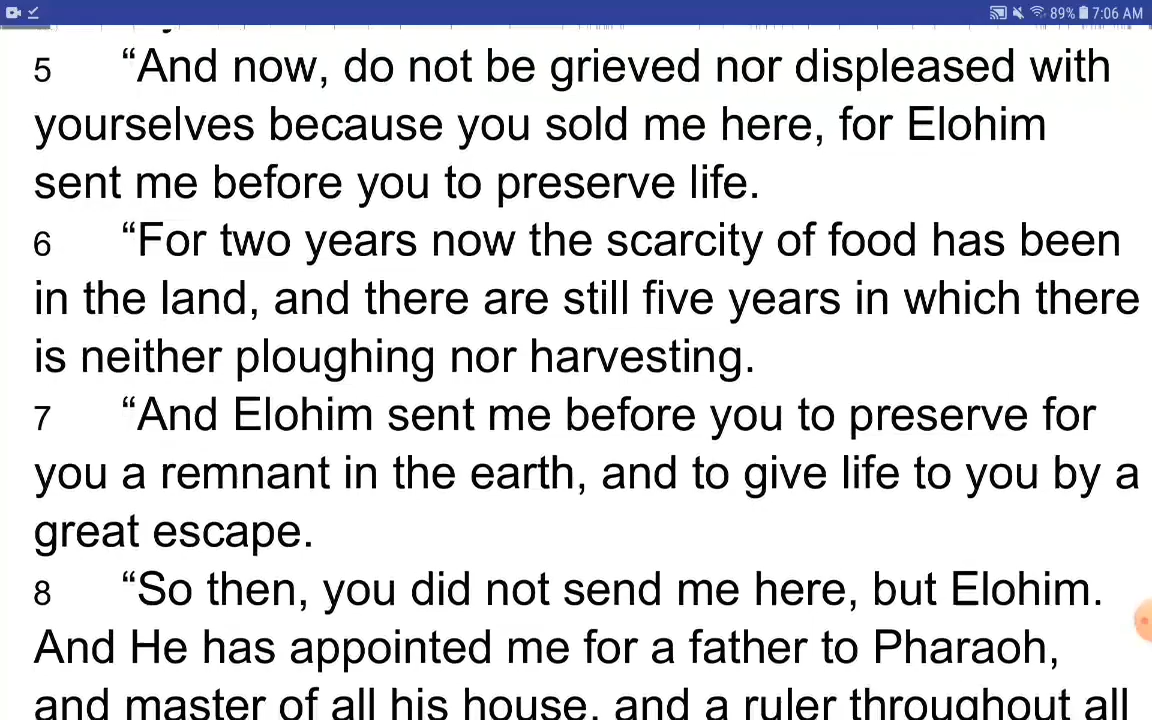 89% 7:06 AM
5 “And now, do not be grieved nor displeased with
yourselves because you sold me here, for Elohim
sent me before you to preserve life.
6 “For two years now the scarcity of food has been
in the land, and there are still five years in which there
is neither ploughing nor harvesting.
7 “And Elohim sent me before you to preserve for
you a remnant in the earth, and to give life to you by a
great escape.
8 “So then, you did not send me here, but Elohim.
And He has appointed me for a father to Pharaoh,
and master of all his house, and a ruler throughout all